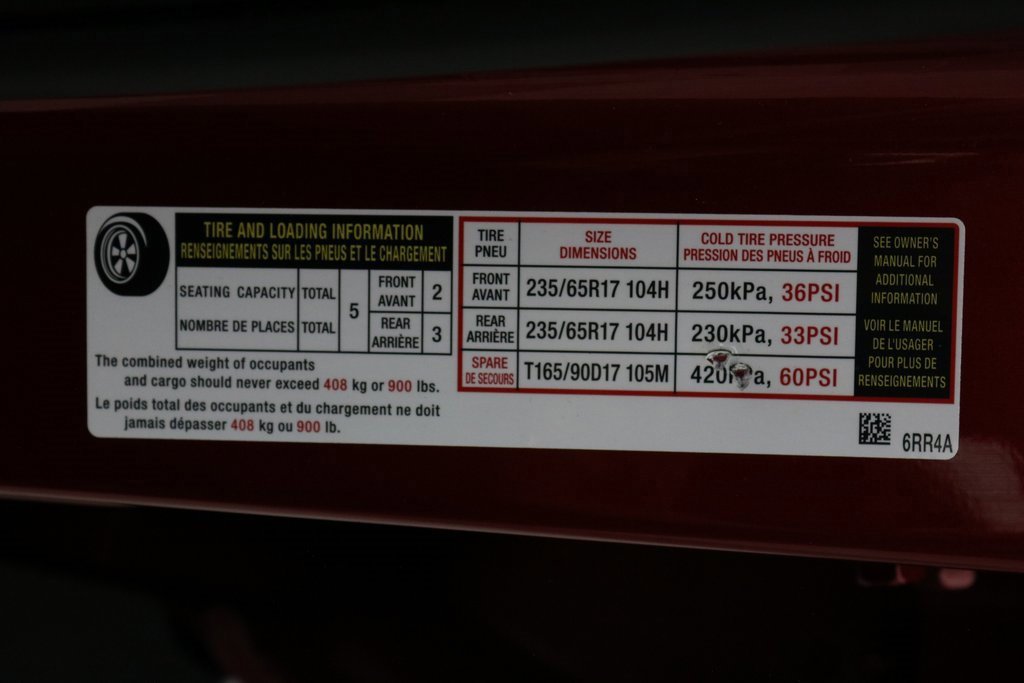 TIRE AND LOADING INFORMATION
RENSEIGNEMENTS SUR LES PNEUS ET LE CHARGEMENT
SEATING CAPACITY TOTAL 5 FRONT AVANT 2
NOMBRE DE PLACES TOTAL REAR ARRIÈRE 3
The combined weight of occupants
and cargo should never exceed 408 kg or 900 lbs.
Le poids total des occupants et du chargement ne doit
jamais dépasser 408 kg ou 900 lb.
TIRE PNEU SIZE DIMENSIONS COLD TIRE PRESSURE PRESSION DES PNEUS À FROID
FRONT AVANT 235/65R17 104H 250kPa, 36PSI
REAR ARRIÈRE 235/65R17 104H 230kPa, 33PSI
SPARE DE SECOURS T165/90D17 105M 420kPa, 60PSI
SEE OWNER'S
MANUAL FOR
ADDITIONAL
INFORMATION
VOIR LE MANUEL
DE L'USAGER
POUR PLUS DE
RENSEIGNEMENTS
6RR4A